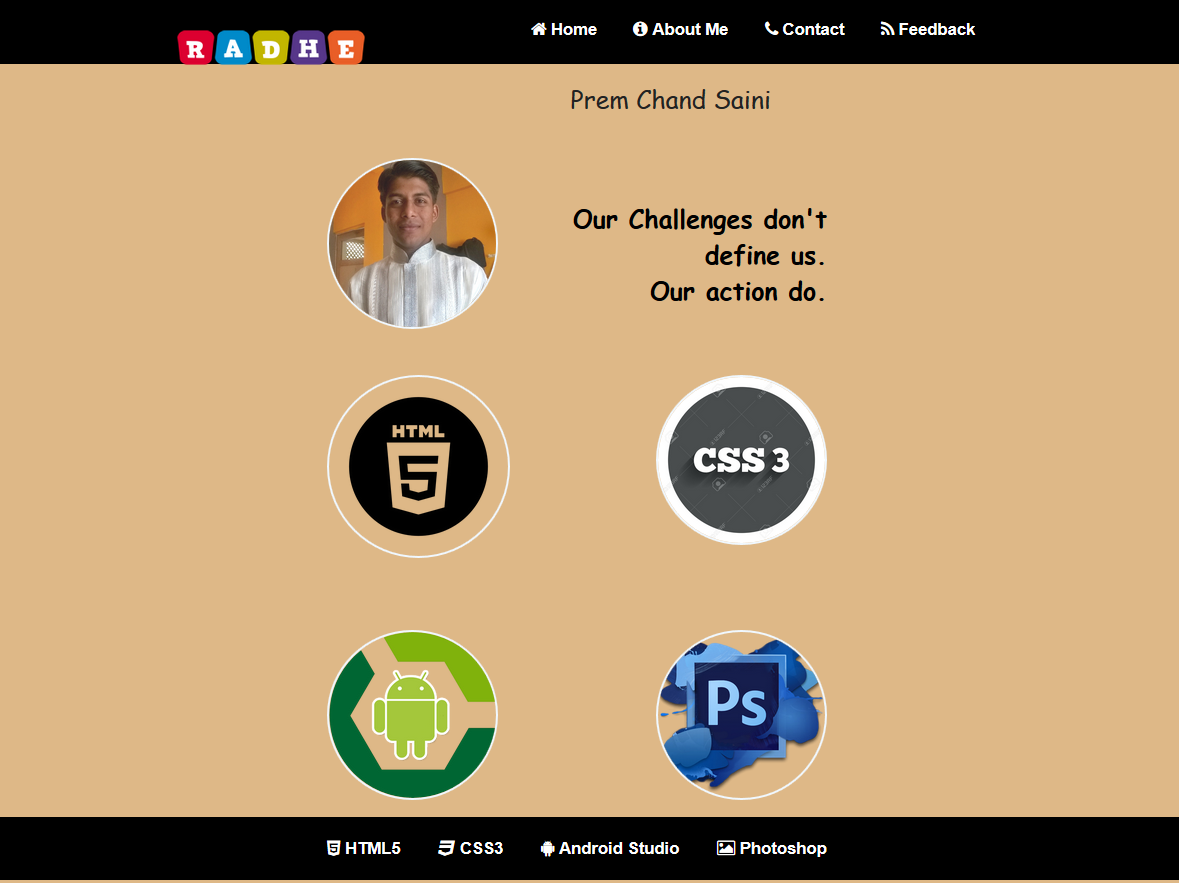 RADHE
Home About Me Contact Feedback
Prem Chand Saini
Our Challenges don't
define us.
Our action do.
HTML
5
CSS 3
Ps
HTML5 CSS3 Android Studio Photoshop